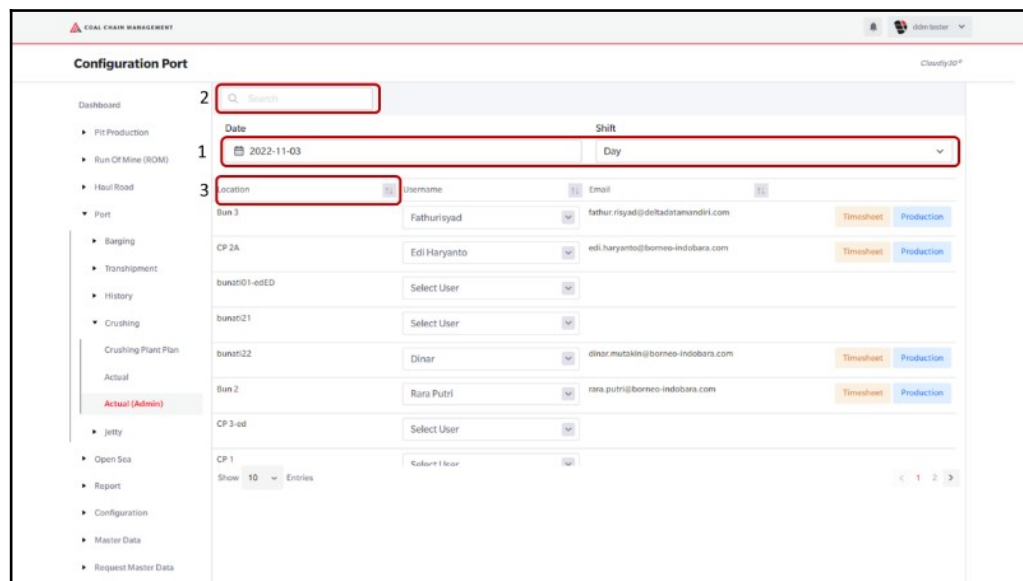 COAL CHAIN MANAGEMENT
ddm tester
Configuration Port
Cloudiy30°
Dashboard
Pit Production
Run Of Mine (ROM)
Haul Road
Port
Barging
Transhipment
History
Crushing
Crushing Plant Plan
Actual
Actual (Admin)
Jetty
Open Sea
Report
Configuration
Master Data
Request Master Data
2 Search
Date Shift
1 2022-11-03 Day
3 Location Username Email
Bun 3 Fathurisyad fathur.risyad@deltadatamandiri.com Timesheet Production
CP 2A Edi Haryanto edi.haryanto@borneo-indobara.com Timesheet Production
bunati01-edED Select User
bunati21 Select User
bunati22 Dinar dinar.mutakin@borneo-indobara.com Timesheet Production
Bun 2 Rara Putri rara.putri@borneo-indobara.com Timesheet Production
CP 3-ed Select User
CP 1 Select User
Show 10 Entries < 1 2 >